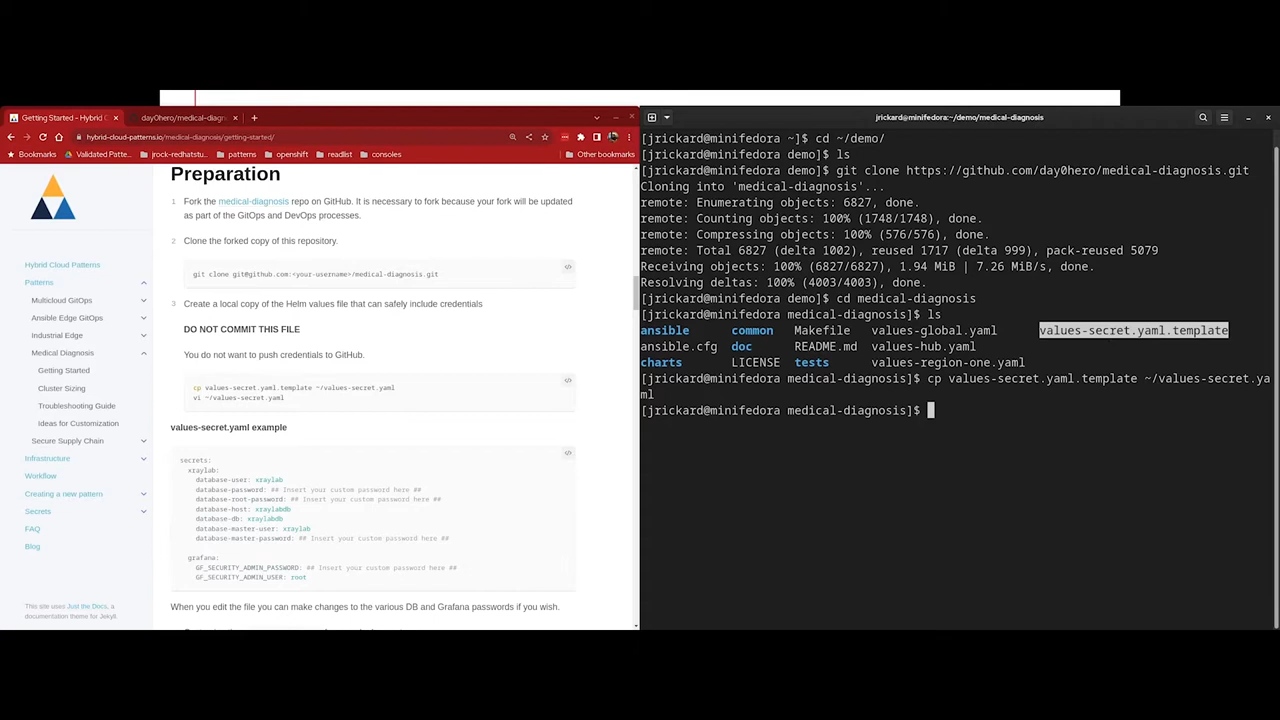 Getting Started - Hybrid C
day0hero/medical-diagn
hybrid-cloud-patterns.io/medical-diagnosis/getting-started/
Bookmarks
Validated Patte...
jrock-redhatstu...
patterns
openshift
readlist
consoles
Other bookmarks
Hybrid Cloud Patterns
Patterns
Multicloud GitOps
Ansible Edge GitOps
Industrial Edge
Medical Diagnosis
Getting Started
Cluster Sizing
Troubleshooting Guide
Ideas for Customization
Secure Supply Chain
Infrastructure
Workflow
Creating a new pattern
Secrets
FAQ
Blog
This site uses Just the Docs, a
documentation theme for Jekyll.
Preparation
1 Fork the medical-diagnosis repo on GitHub. It is necessary to fork because your fork will be updated
as part of the GitOps and DevOps processes.
2 Clone the forked copy of this repository.
git clone git@github.com:<your-username>/medical-diagnosis.git
3 Create a local copy of the Helm values file that can safely include credentials
DO NOT COMMIT THIS FILE
You do not want to push credentials to GitHub.
cp values-secret.yaml.template ~/values-secret.yaml
vi ~/values-secret.yaml
values-secret.yaml example
secrets:
xraylab:
database-user: xraylab
database-password: ## Insert your custom password here ##
database-root-password: ## Insert your custom password here ##
database-host: xraylabdb
database-db: xraylabdb
database-master-user: xraylab
database-master-password: ## Insert your custom password here ##
grafana:
GF_SECURITY_ADMIN_PASSWORD: ## Insert your custom password here ##
GF_SECURITY_ADMIN_USER: root
When you edit the file you can make changes to the various DB and Grafana passwords if you wish.
jrickard@minifedora:~/demo/medical-diagnosis
[jrickard@minifedora ~]$ cd ~/demo/
[jrickard@minifedora demo]$ ls
[jrickard@minifedora demo]$ git clone https://github.com/day0hero/medical-diagnosis.git
Cloning into 'medical-diagnosis'...
remote: Enumerating objects: 6827, done.
remote: Counting objects: 100% (1748/1748), done.
remote: Compressing objects: 100% (576/576), done.
remote: Total 6827 (delta 1002), reused 1717 (delta 999), pack-reused 5079
Receiving objects: 100% (6827/6827), 1.94 MiB | 7.26 MiB/s, done.
Resolving deltas: 100% (4003/4003), done.
[jrickard@minifedora demo]$ cd medical-diagnosis
[jrickard@minifedora medical-diagnosis]$ ls
ansible common Makefile values-global.yaml values-secret.yaml.template
ansible.cfg doc README.md values-hub.yaml
charts LICENSE tests values-region-one.yaml
[jrickard@minifedora medical-diagnosis]$ cp values-secret.yaml.template ~/values-secret.ya
ml
[jrickard@minifedora medical-diagnosis]$